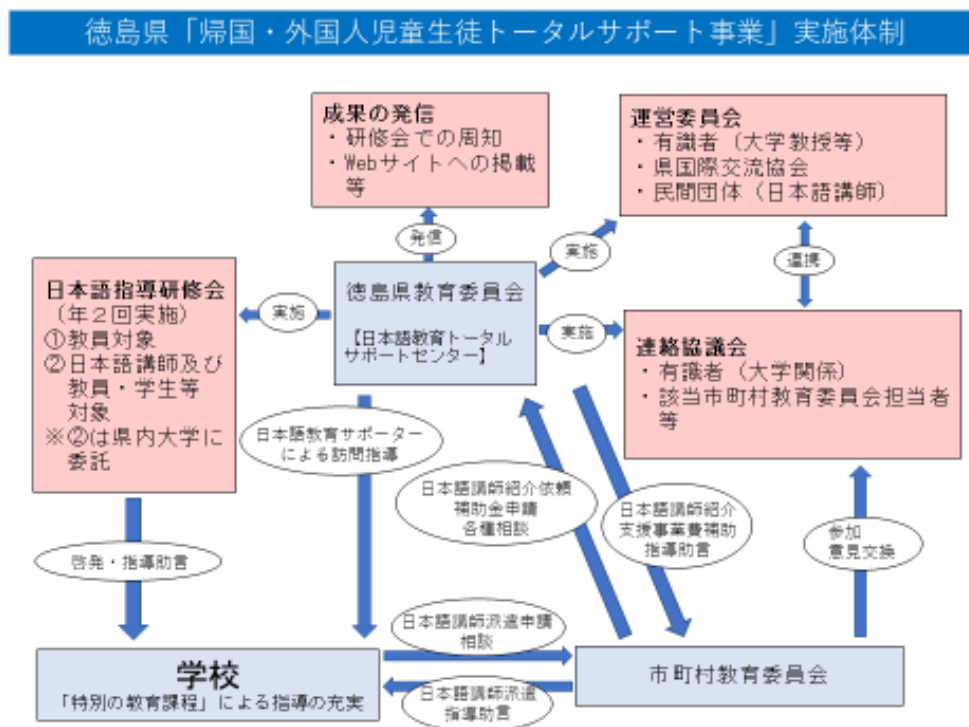 徳島県「帰国・外国人児童生徒トータルサポート事業」実施体制
成果の発信
・研修会での周知
・Webサイトへの掲載
等
運営委員会
・有識者（大学教授等）
・県国際交流協会
・民間団体（日本語講師）
発信
実施
連携
日本語指導研修会
（年２回実施）
①教員対象
②日本語講師及び
教員・学生等
対象
※②は県内大学に
委託
実施
徳島県教育委員会
【日本語教育トータル
サポートセンター】
実施
連絡協議会
・有識者（大学関係）
・該当市町村教育委員会担当者
等
日本語教育サポーター
による訪問指導
日本語講師紹介依頼
補助金申請
各種相談
日本語講師紹介
支援事業費補助
指導助言
参加
意見交換
啓発・指導助言
日本語講師派遣申請
相談
学校
「特別の教育課程」による指導の充実
日本語講師派遣
指導助言
市町村教育委員会